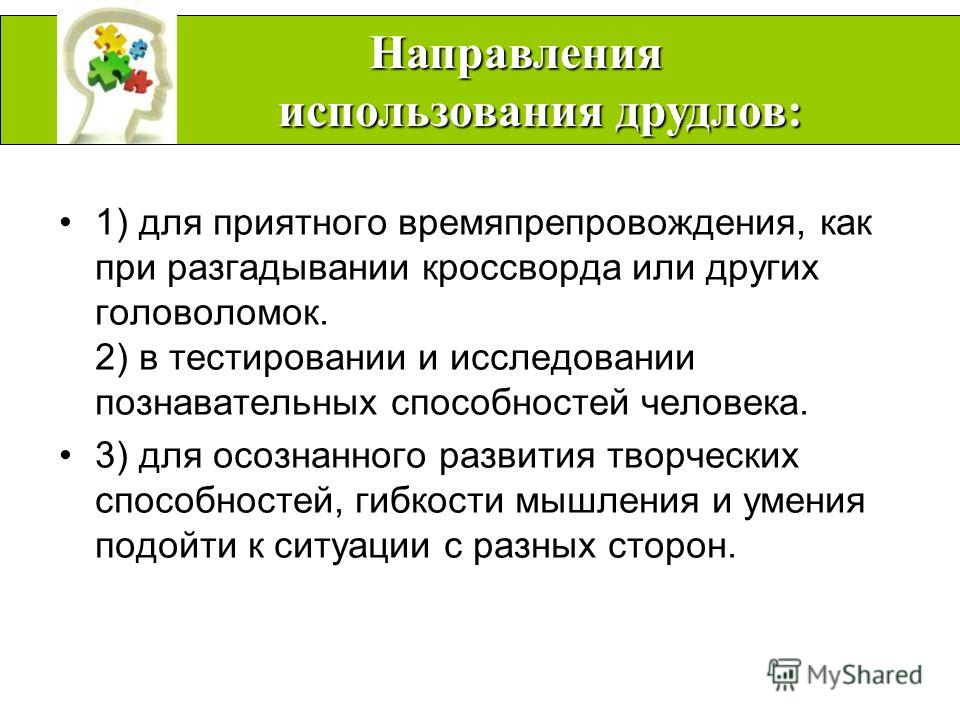 Направления
использования друдлов:
• 1) для приятного времяпрепровождения, как
при разгадывании кроссворда или других
головоломок.
2) в тестировании и исследовании
познавательных способностей человека.
• 3) для осознанного развития творческих
способностей, гибкости мышления и умения
подойти к ситуации с разных сторон.
MyShared